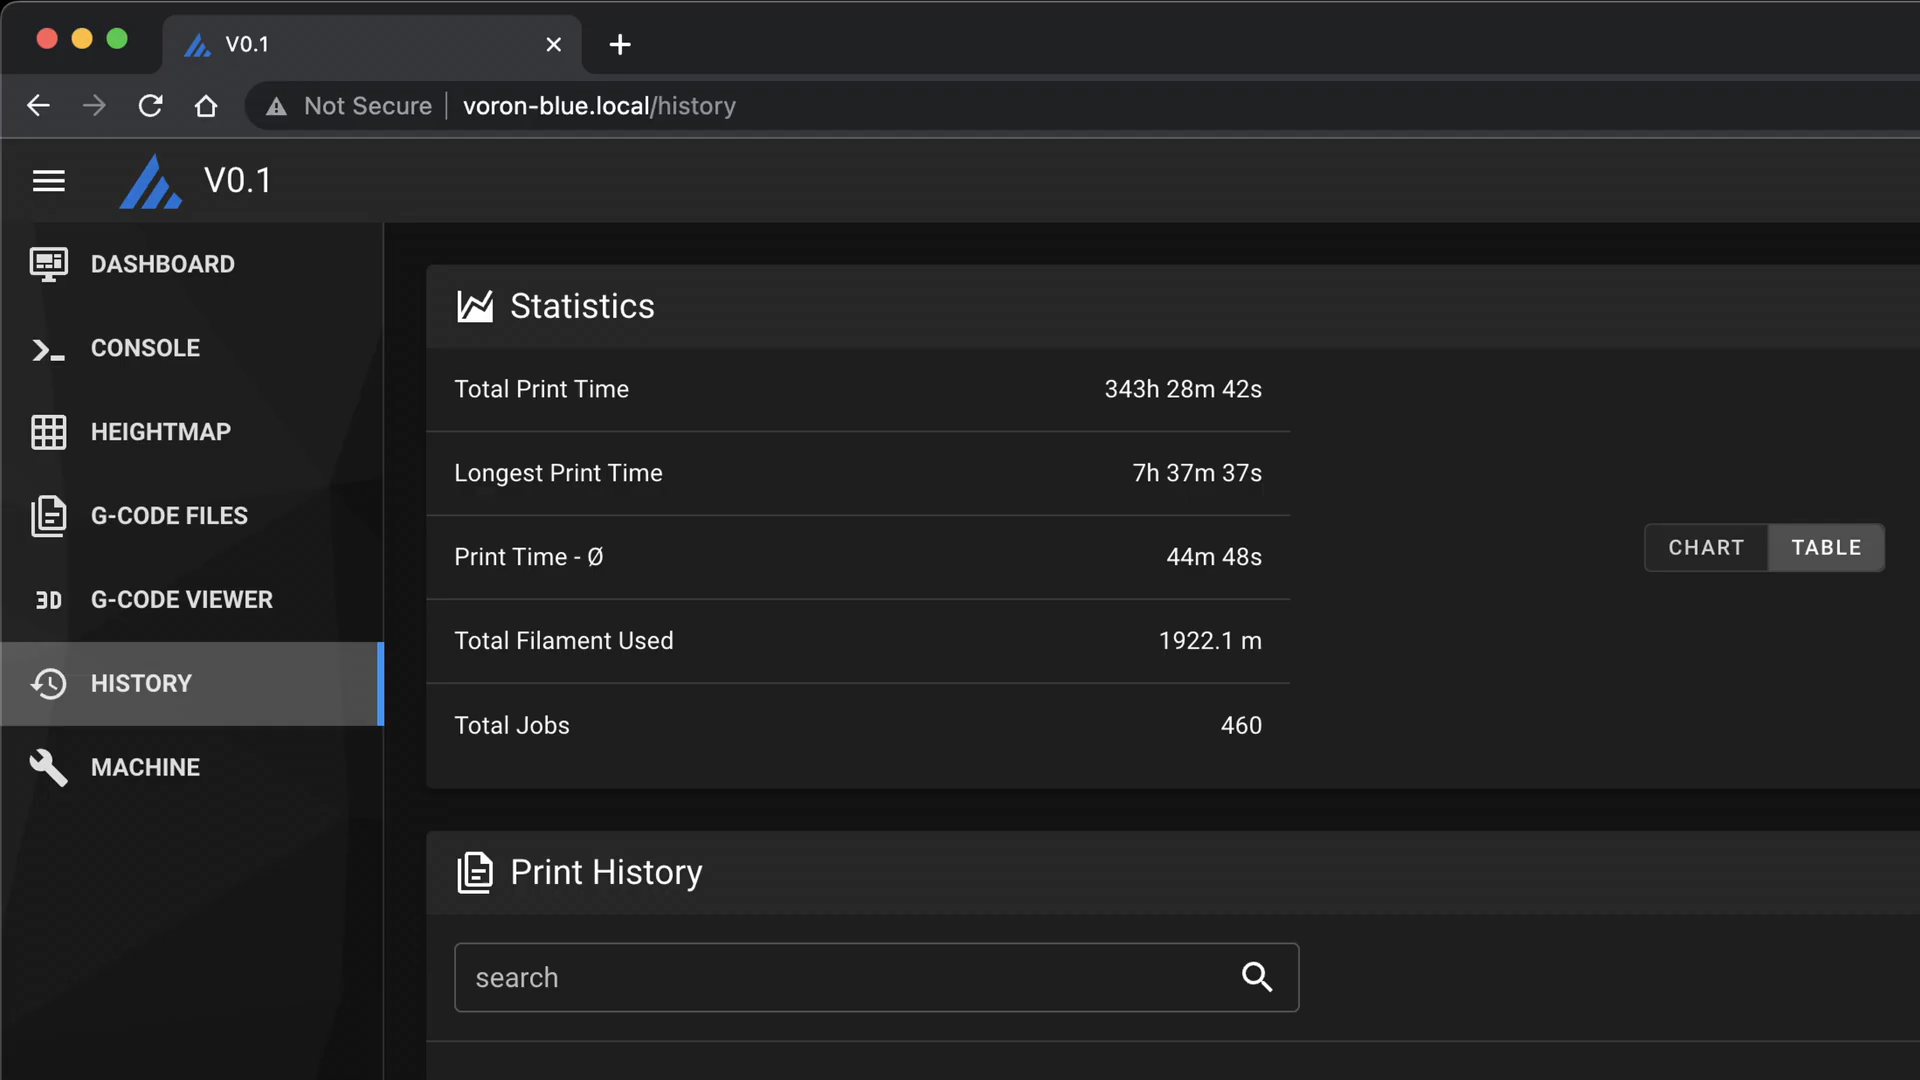 V0.1
Not Secure voron-blue.local/history
V0.1
DASHBOARD
CONSOLE
HEIGHTMAP
G-CODE FILES
3D G-CODE VIEWER
HISTORY
MACHINE
Statistics
Total Print Time 343h 28m 42s
Longest Print Time 7h 37m 37s
Print Time - Ø 44m 48s
Total Filament Used 1922.1 m
Total Jobs 460
CHART TABLE
Print History
search